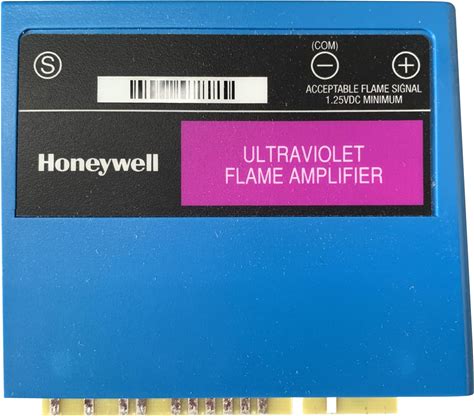 (COM)
S
− +
ACCEPTABLE FLAME SIGNAL
1.25VDC MINIMUM
Honeywell
ULTRAVIOLET
FLAME AMPLIFIER